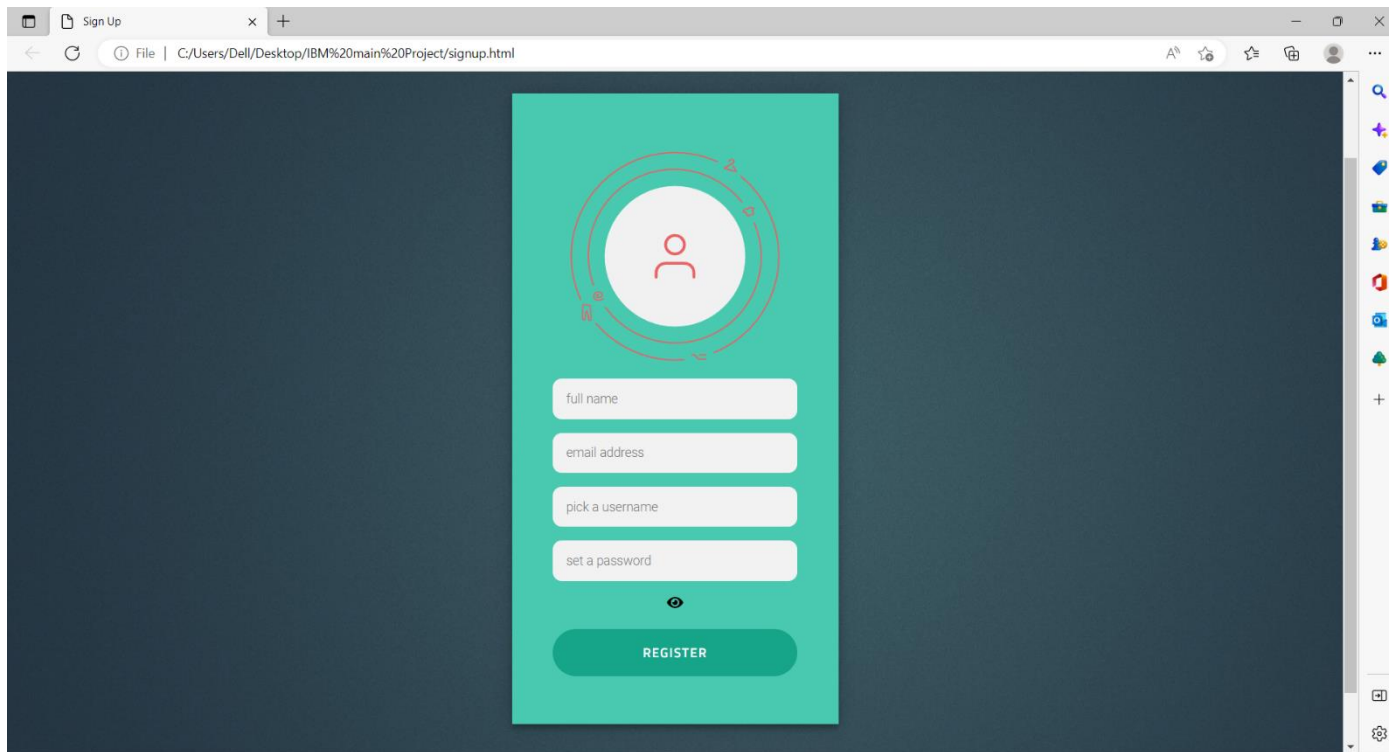 Sign Up
File | C:/Users/Dell/Desktop/IBM%20main%20Project/signup.html
full name
email address
pick a username
set a password
REGISTER